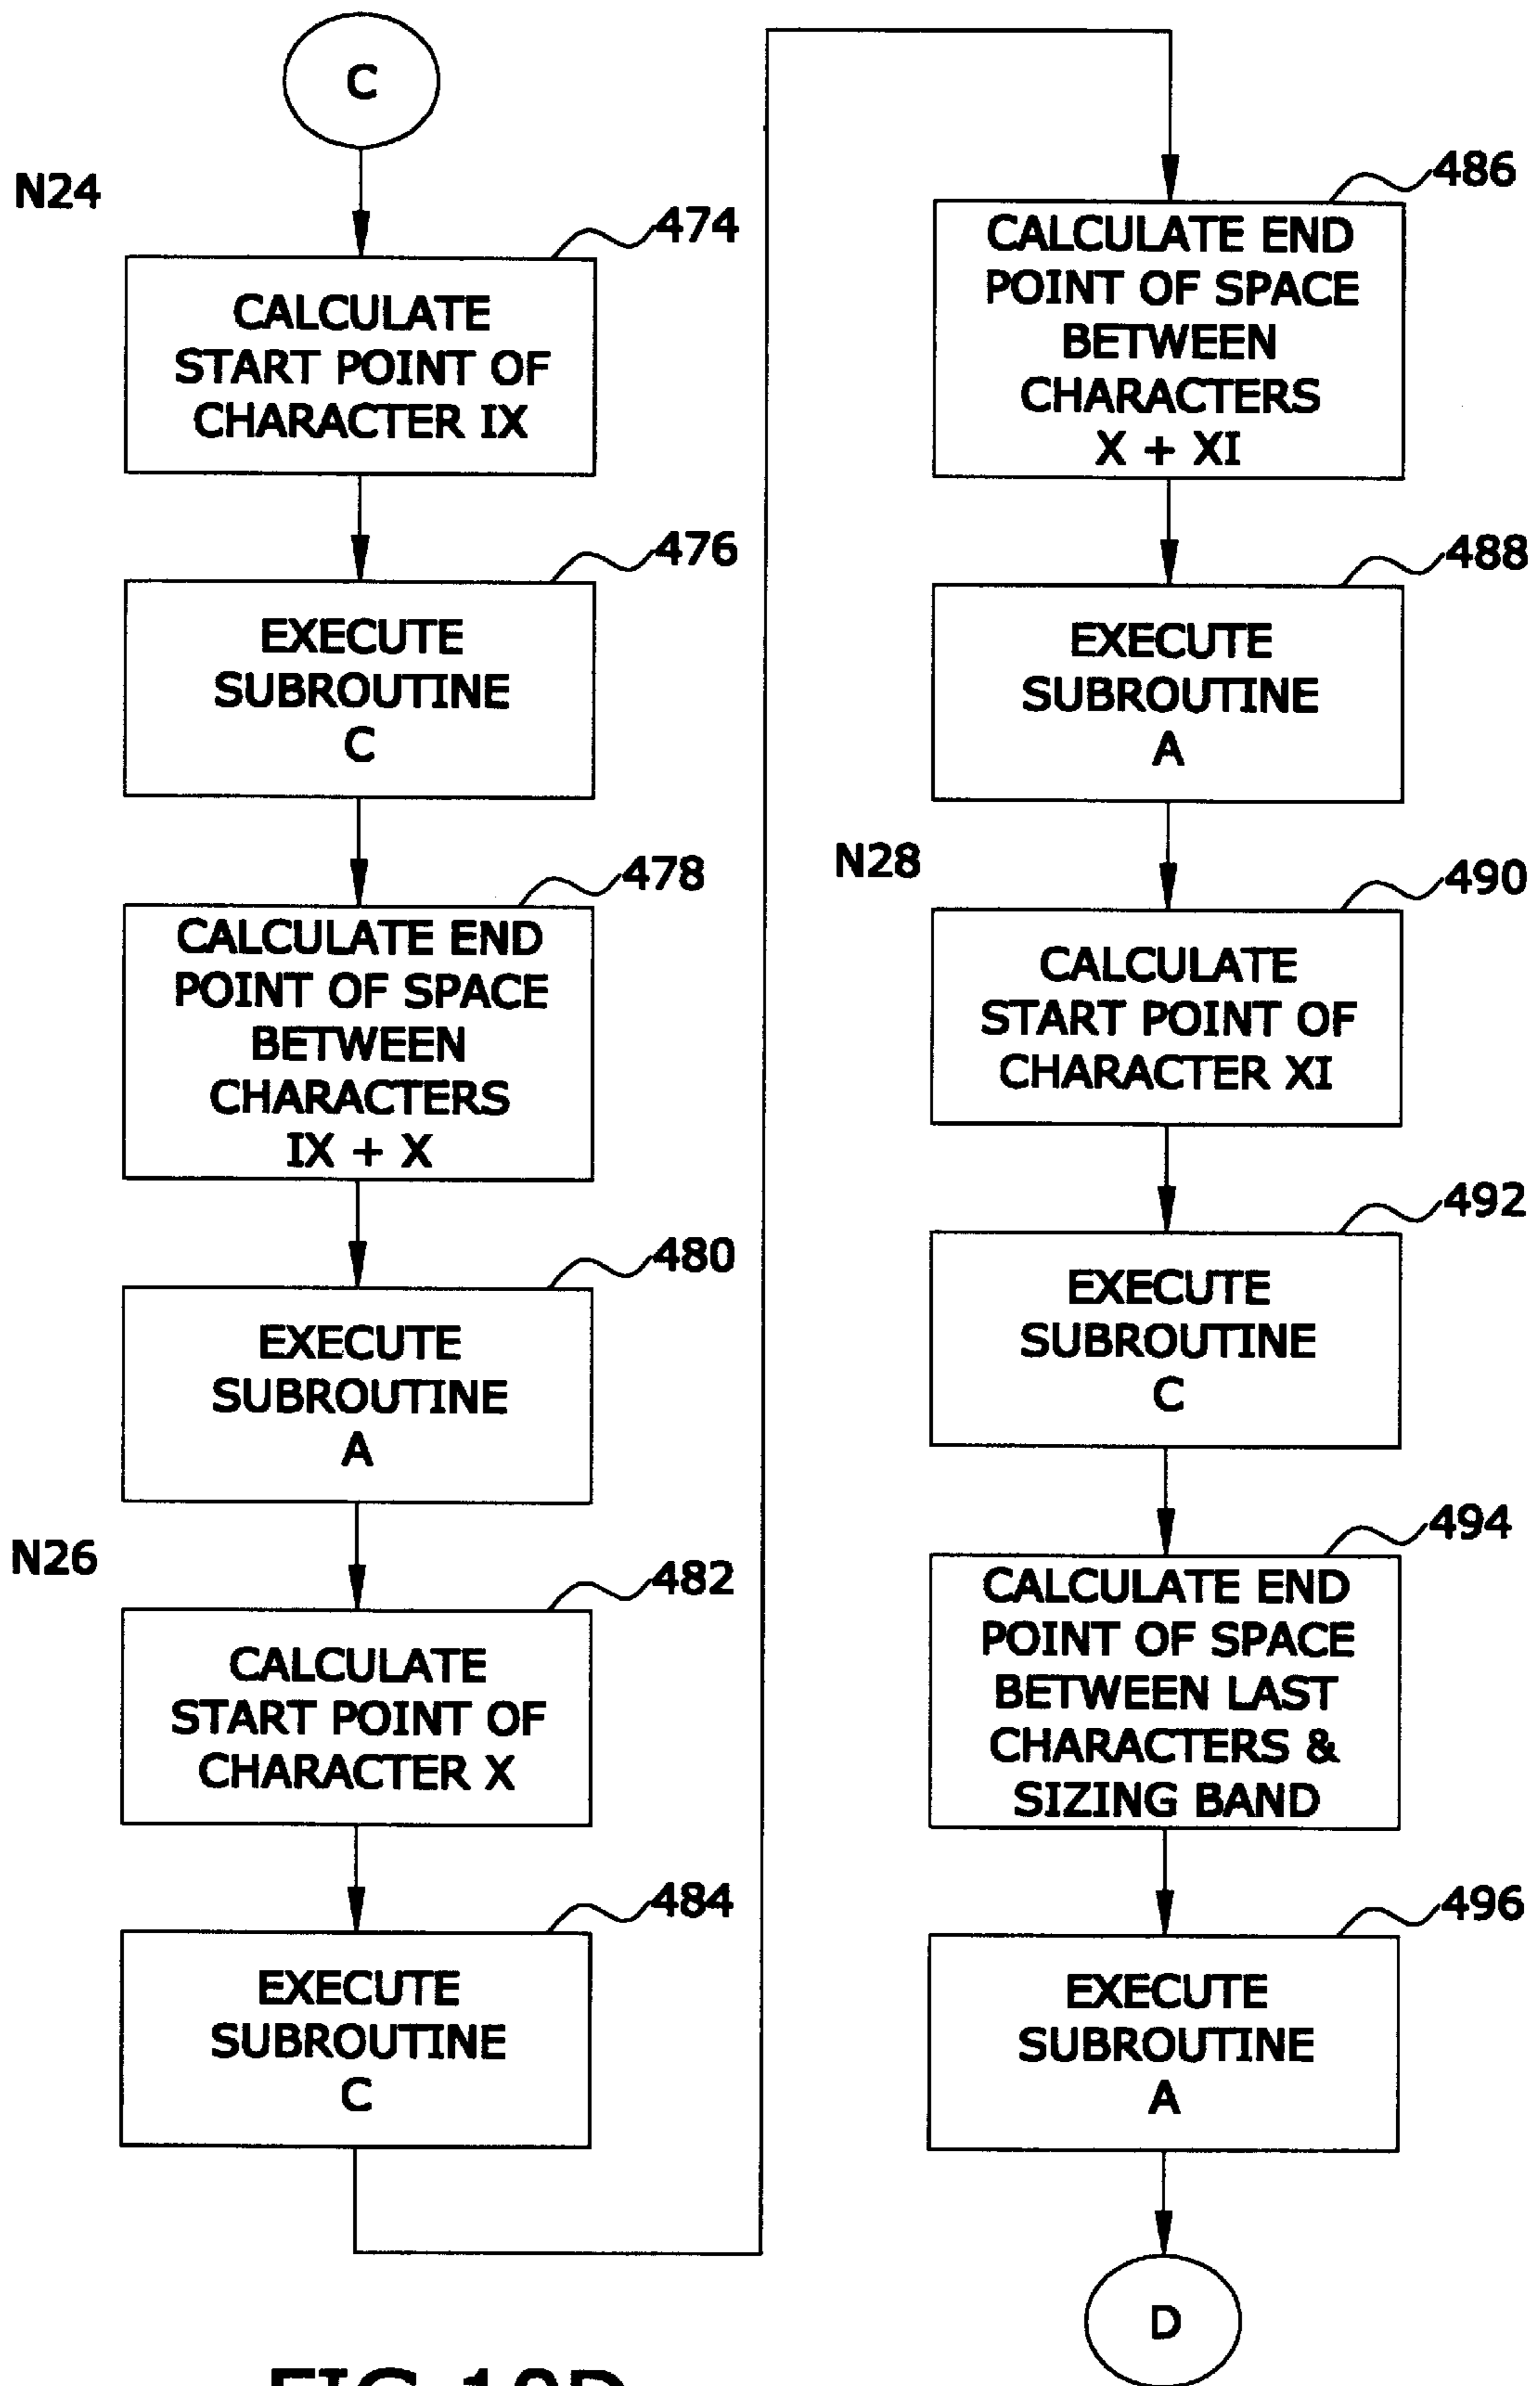 C
N24
474
CALCULATE
START POINT OF
CHARACTER IX
476
EXECUTE
SUBROUTINE
C
478
CALCULATE END
POINT OF SPACE
BETWEEN
CHARACTERS
IX + X
480
EXECUTE
SUBROUTINE
A
N26
482
CALCULATE
START POINT OF
CHARACTER X
484
EXECUTE
SUBROUTINE
C
486
CALCULATE END
POINT OF SPACE
BETWEEN
CHARACTERS
X + XI
488
EXECUTE
SUBROUTINE
A
N28
490
CALCULATE
START POINT OF
CHARACTER XI
492
EXECUTE
SUBROUTINE
C
494
CALCULATE END
POINT OF SPACE
BETWEEN LAST
CHARACTERS &
SIZING BAND
496
EXECUTE
SUBROUTINE
A
D